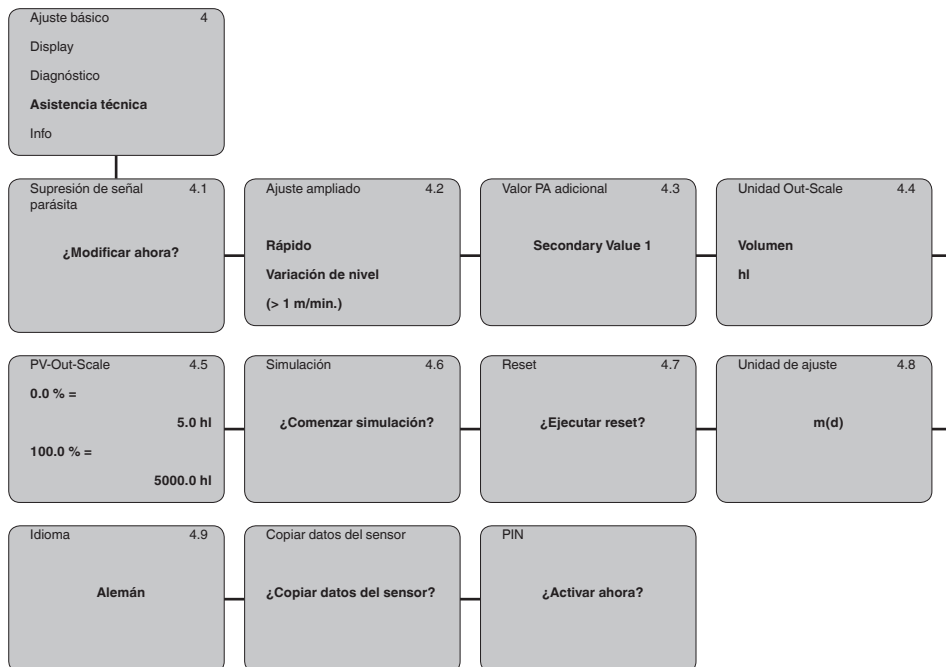 Ajuste básico 4
Display
Diagnóstico
Asistencia técnica
Info
Supresión de señal 4.1
parásita
¿Modificar ahora?
Ajuste ampliado 4.2
Rápido
Variación de nivel
(> 1 m/min.)
Valor PA adicional 4.3
Secondary Value 1
Unidad Out-Scale 4.4
Volumen
hl
PV-Out-Scale 4.5
0.0 % =
5.0 hl
100.0 % =
5000.0 hl
Simulación 4.6
¿Comenzar simulación?
Reset 4.7
¿Ejecutar reset?
Unidad de ajuste 4.8
m(d)
Idioma 4.9
Alemán
Copiar datos del sensor
¿Copiar datos del sensor?
PIN
¿Activar ahora?